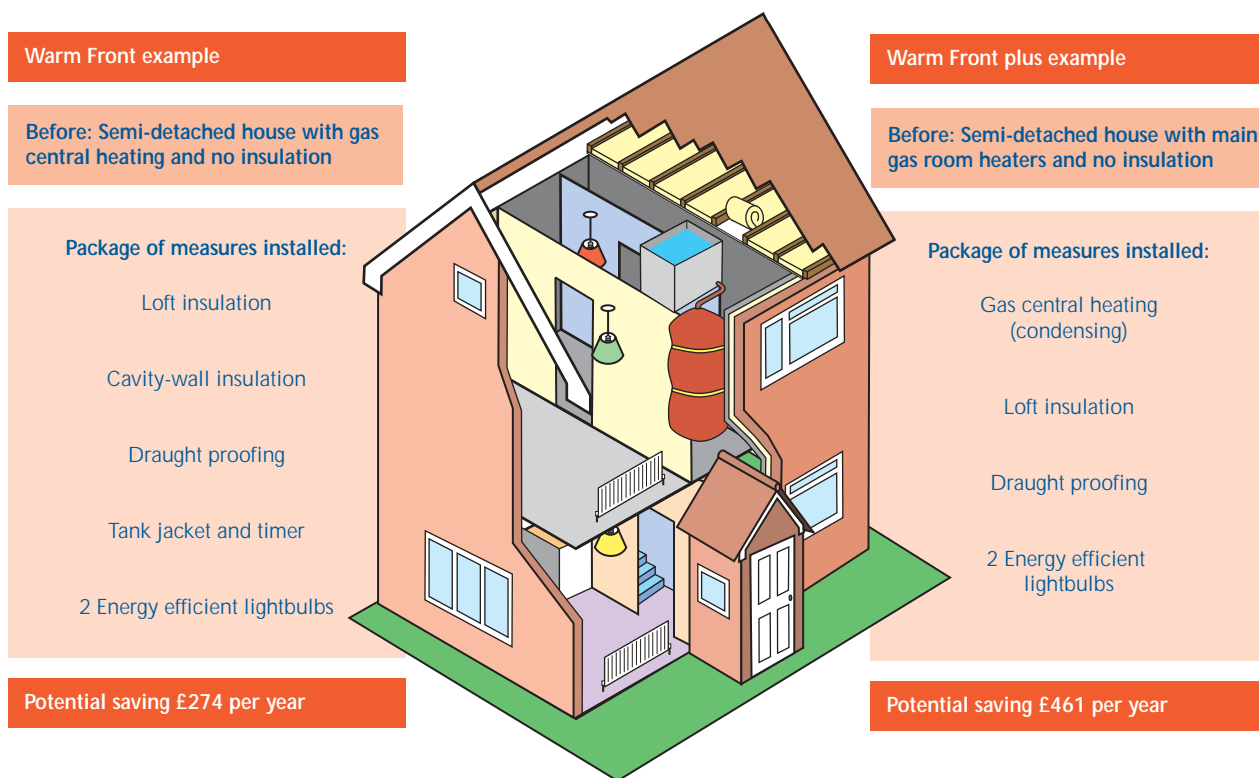 Warm Front example
Before: Semi-detached house with gas
central heating and no insulation
Package of measures installed:
Loft insulation
Cavity-wall insulation
Draught proofing
Tank jacket and timer
2 Energy efficient lightbulbs
Potential saving £274 per year
Warm Front plus example
Before: Semi-detached house with main
gas room heaters and no insulation
Package of measures installed:
Gas central heating
(condensing)
Loft insulation
Draught proofing
2 Energy efficient
lightbulbs
Potential saving £461 per year